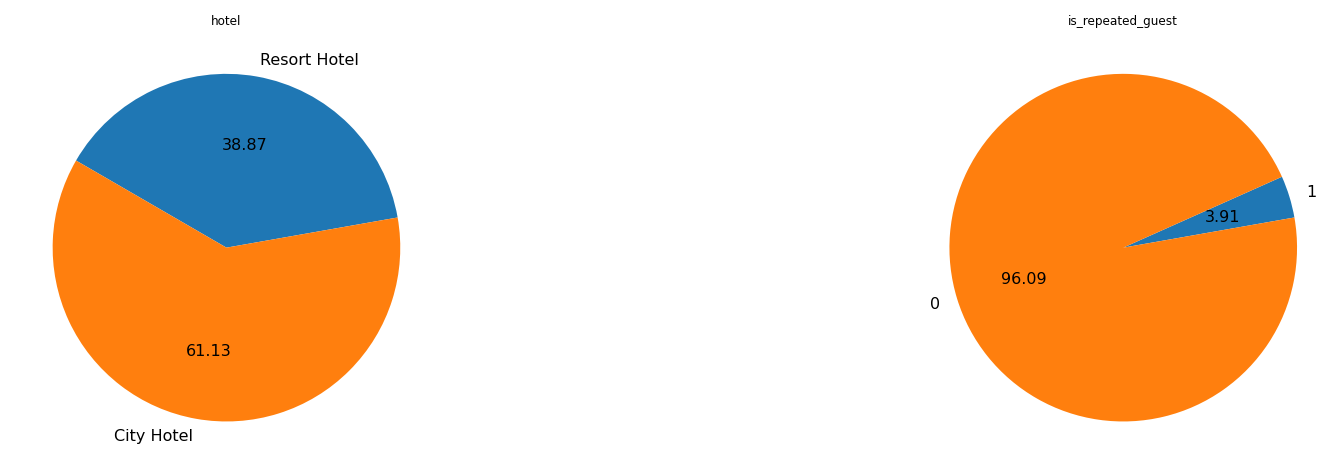 hotel
Resort Hotel
38.87
61.13
City Hotel
is_repeated_guest
1
3.91
96.09
0